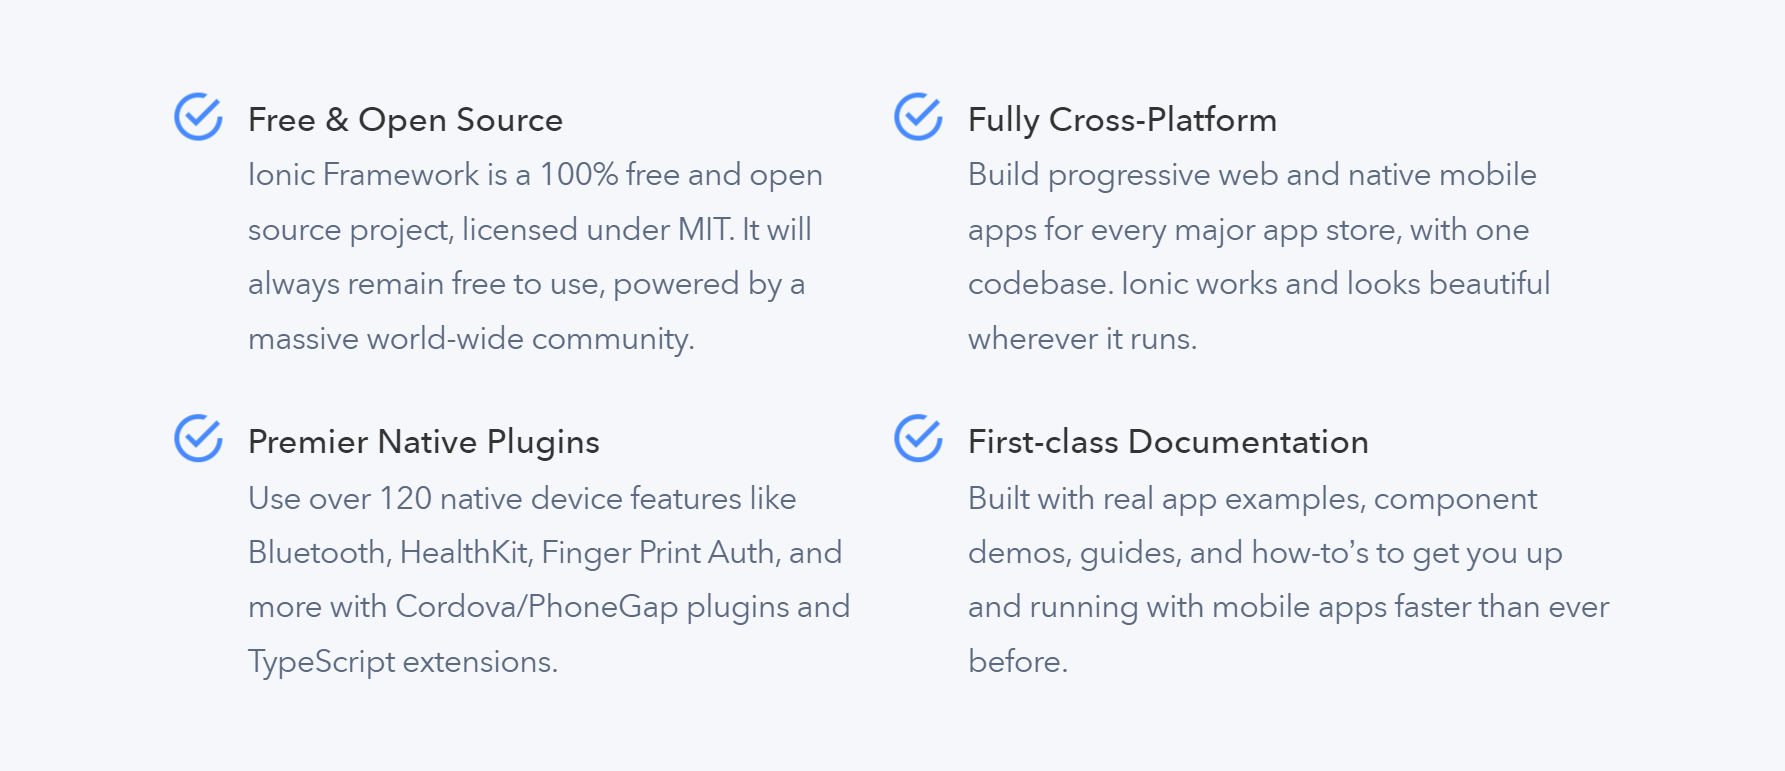 Free & Open Source
Ionic Framework is a 100% free and open
source project, licensed under MIT. It will
always remain free to use, powered by a
massive world-wide community.
Fully Cross-Platform
Build progressive web and native mobile
apps for every major app store, with one
codebase. Ionic works and looks beautiful
wherever it runs.
Premier Native Plugins
Use over 120 native device features like
Bluetooth, HealthKit, Finger Print Auth, and
more with Cordova/PhoneGap plugins and
TypeScript extensions.
First-class Documentation
Built with real app examples, component
demos, guides, and how-to’s to get you up
and running with mobile apps faster than ever
before.